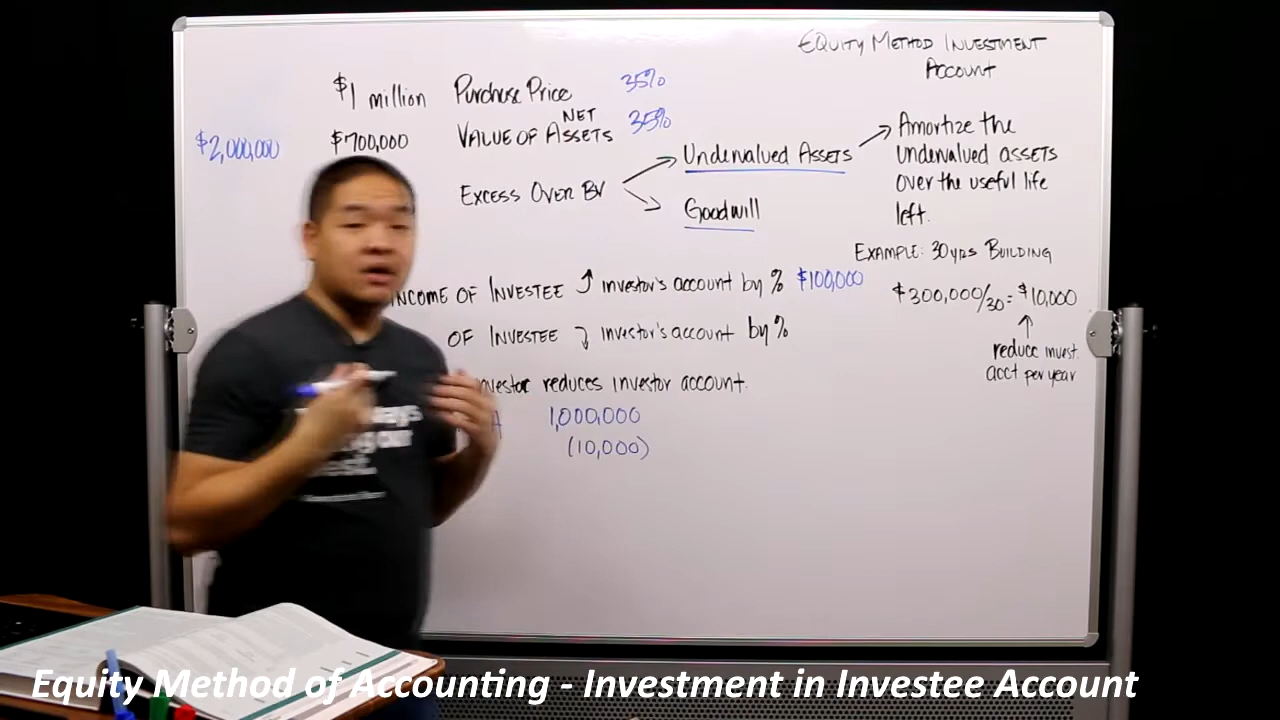 EQUITY METHOD INVESTMENT
ACCOUNT
$1 million Purchase Price 35%
$2,000,000 $700,000 VALUE OF NET ASSETS 35%
EXCESS OVER BV
Undervalued ASSETS
Goodwill
Amortize the
undervalued assets
over the useful life
left.
EXAMPLE: 30yrs BUILDING
$300,000/30 = $10,000
reduce invest.
acct per year
INCOME OF INVESTEE investor's account by % $100,000
OF INVESTEE investor's account by %
reduces investor account.
1,000,000
(10,000)
Equity Method of Accounting - Investment in Investee Account